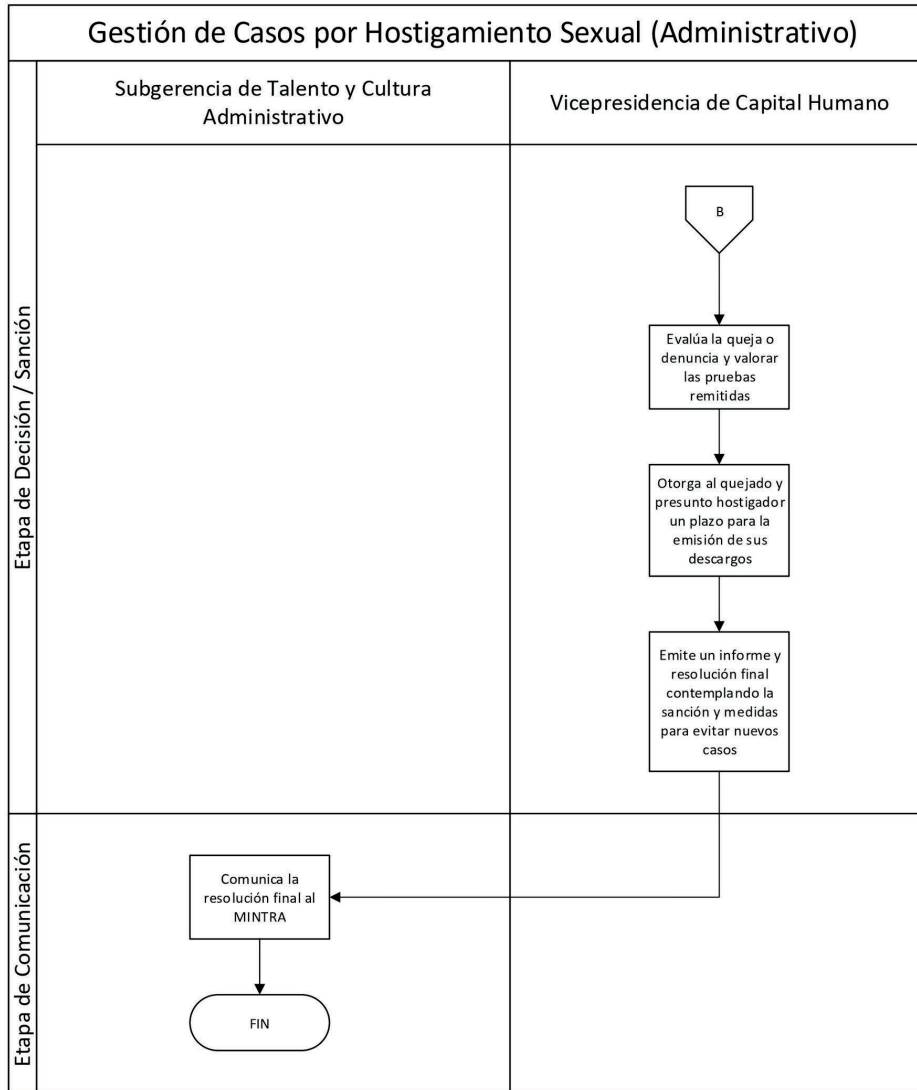 Gestión de Casos por Hostigamiento Sexual (Administrativo)
Subgerencia de Talento y Cultura
Administrativo
Vicepresidencia de Capital Humano
Etapa de Decisión / Sanción
B
Evalúa la queja o
denuncia y valorar
las pruebas
remitidas
Otorga al quejado y
presunto hostigador
un plazo para la
emisión de sus
descargos
Emite un informe y
resolución final
contemplando la
sanción y medidas
para evitar nuevos
casos
Etapa de Comunicación
Comunica la
resolución final al
MINTRA
FIN